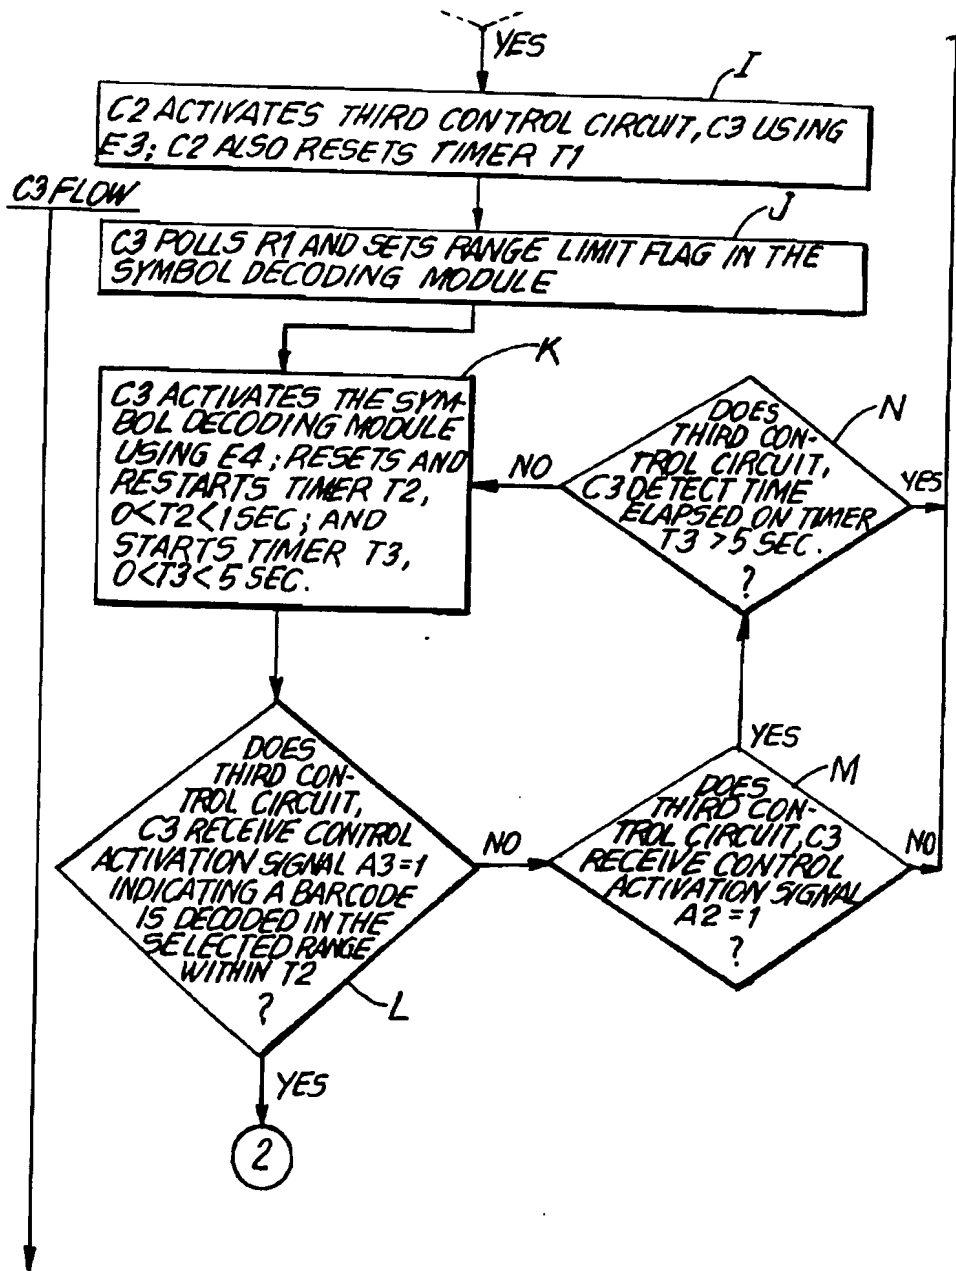 YES
I
C2 ACTIVATES THIRD CONTROL CIRCUIT, C3 USING
E3; C2 ALSO RESETS TIMER T1
C3 FLOW
J
C3 POLLS R1 AND SETS RANGE LIMIT FLAG IN THE
SYMBOL DECODING MODULE
K
C3 ACTIVATES THE SYM-
BOL DECODING MODULE
USING E4; RESETS AND
RESTARTS TIMER T2,
0<T2<1 SEC; AND
STARTS TIMER T3,
0<T3<5 SEC.
N
DOES
THIRD CON-
TROL CIRCUIT,
C3 DETECT TIME
ELAPSED ON TIMER
T3 >5 SEC.
?
NO
YES
DOES
THIRD CON-
TROL CIRCUIT,
C3 RECEIVE CONTROL
ACTIVATION SIGNAL A3=1
INDICATING A BARCODE
IS DECODED IN THE
SELECTED RANGE
WITHIN T2
?
L
NO
YES
M
DOES
THIRD CON-
TROL CIRCUIT, C3
RECEIVE CONTROL
ACTIVATION SIGNAL
A2=1
?
NO
YES
2